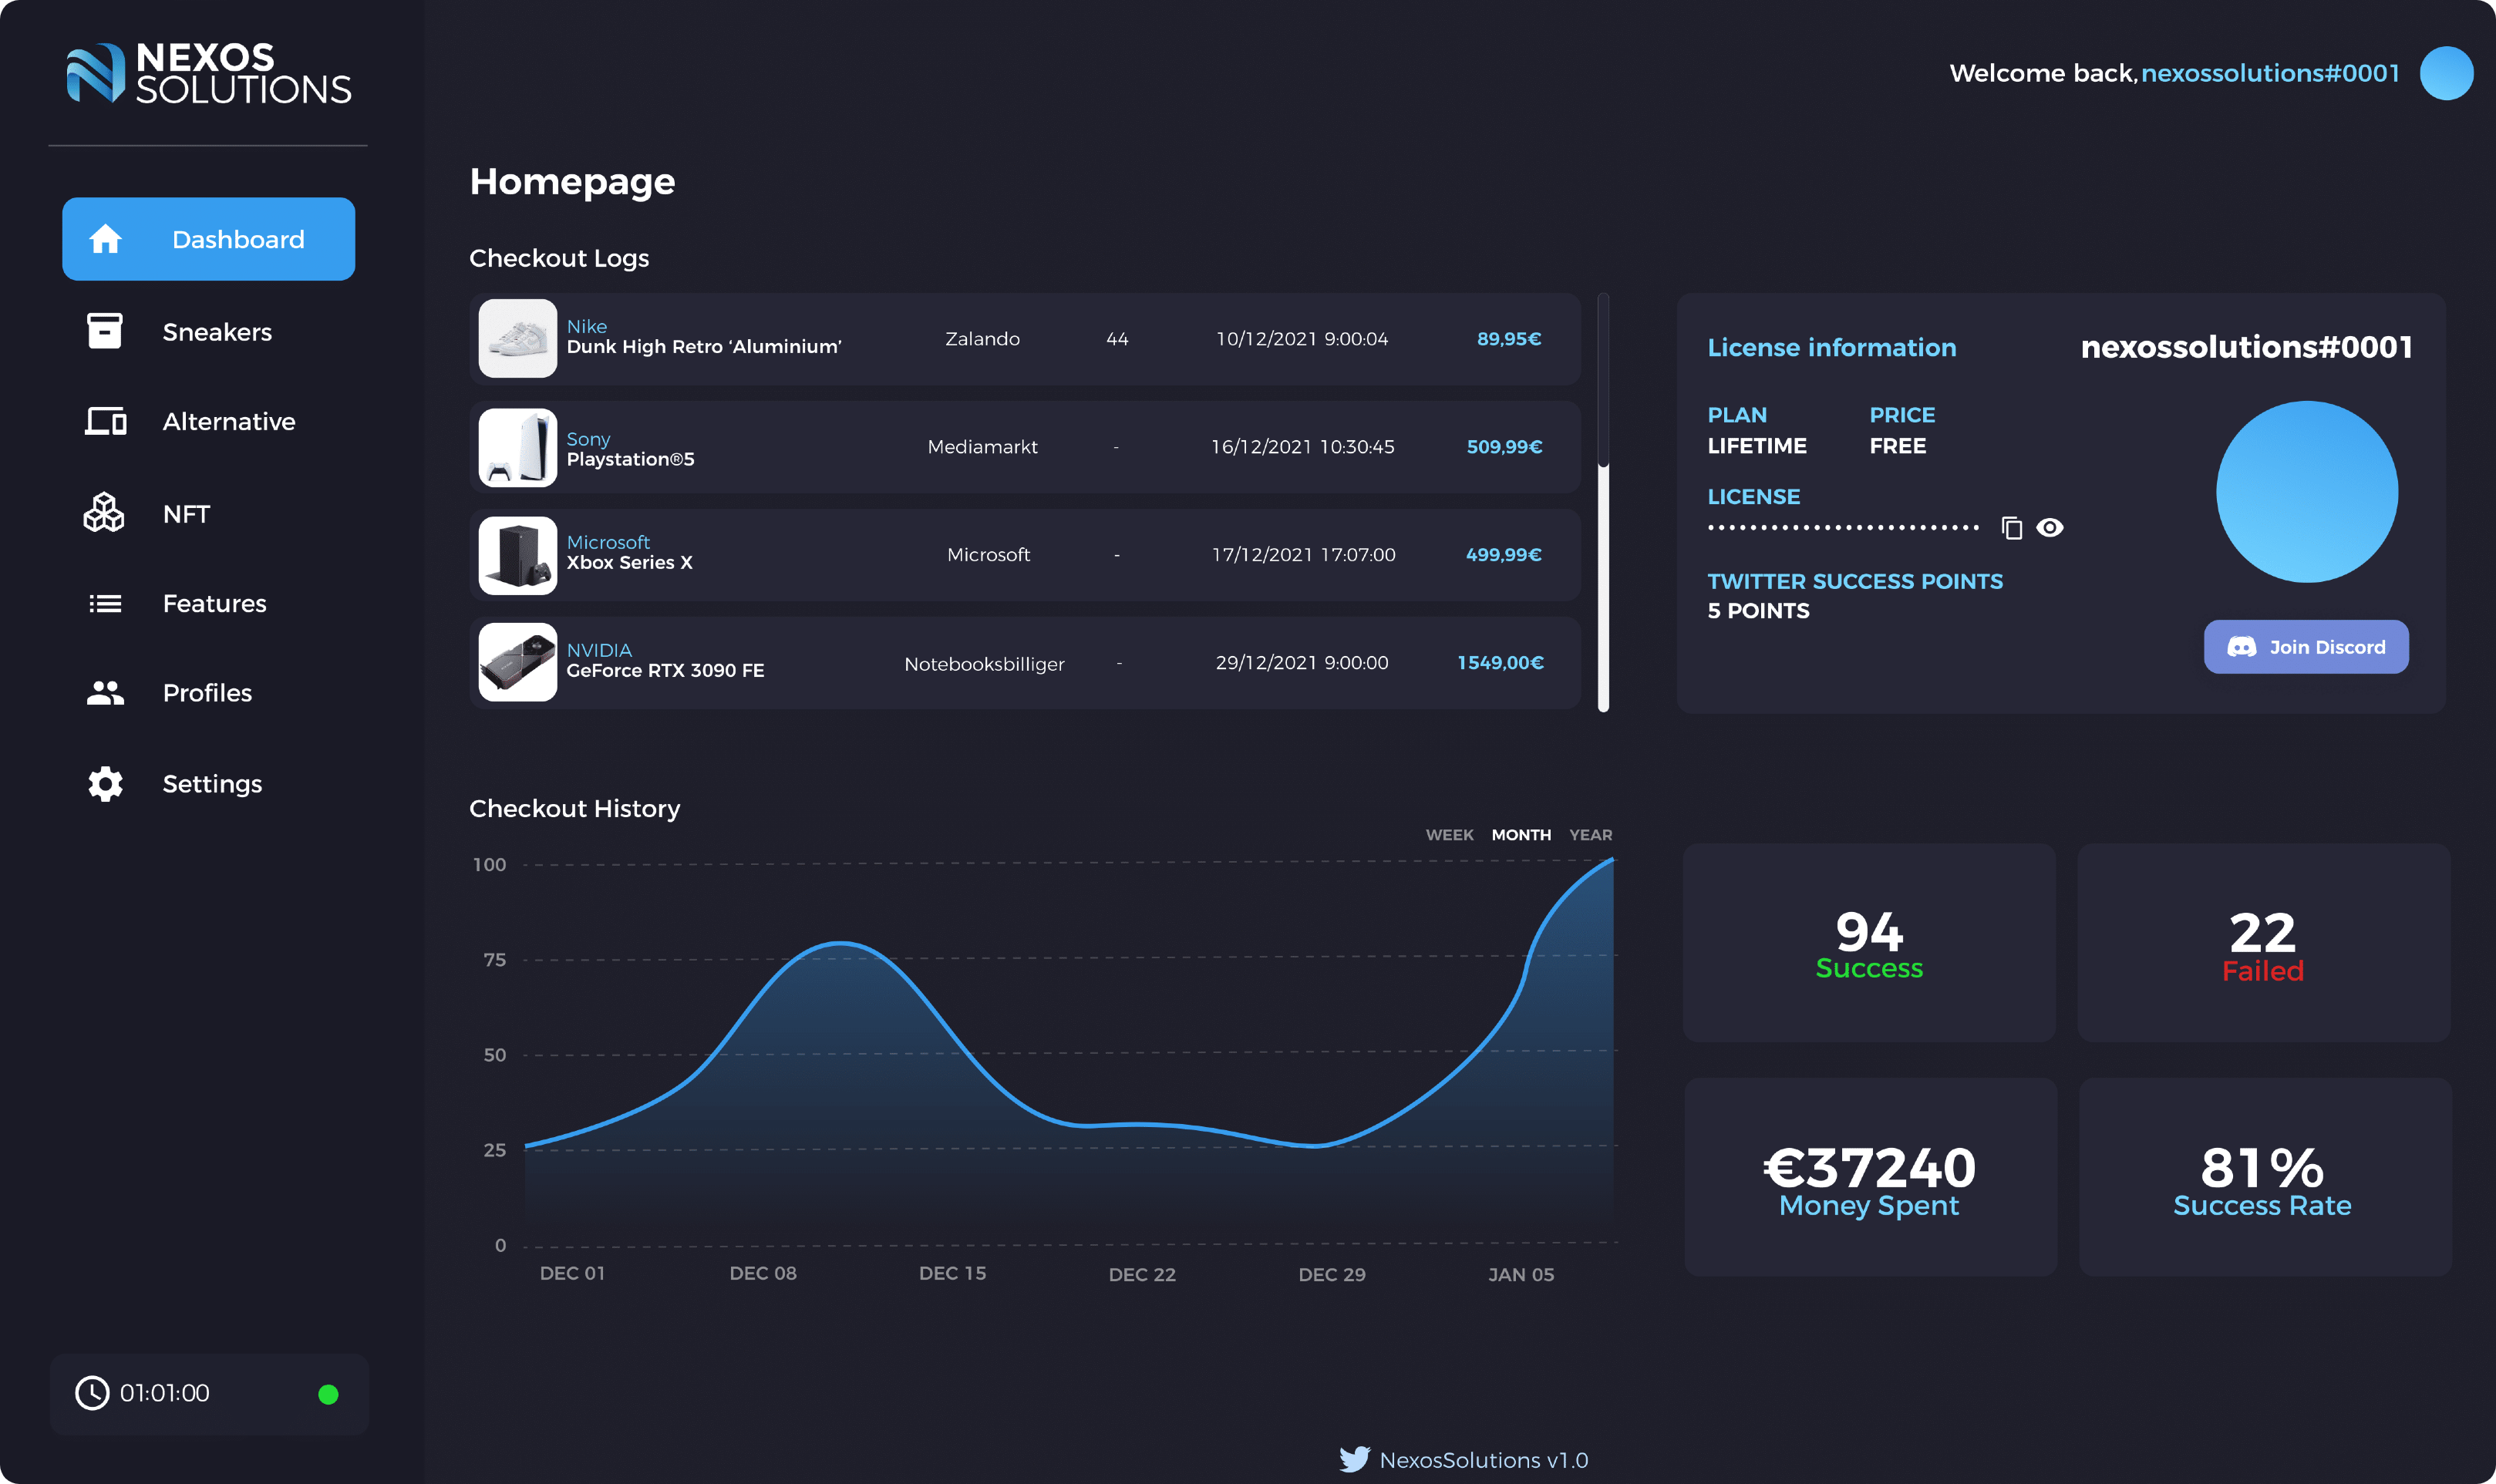 NEXOS
SOLUTIONS
Welcome back, nexossolutions#0001
Dashboard
Sneakers
Alternative
NFT
Features
Profiles
Settings
01:01:00
Homepage
Checkout Logs
Nike
Dunk High Retro ‘Aluminium’ Zalando 44 10/12/2021 9:00:04 89,95€
Sony
Playstation®5 Mediamarkt - 16/12/2021 10:30:45 509,99€
Microsoft
Xbox Series X Microsoft - 17/12/2021 17:07:00 499,99€
NVIDIA
GeForce RTX 3090 FE Notebooksbilliger - 29/12/2021 9:00:00 1549,00€
License information nexossolutions#0001
PLAN PRICE
LIFETIME FREE
LICENSE
TWITTER SUCCESS POINTS
5 POINTS
Join Discord
Checkout History
WEEK MONTH YEAR
100
75
50
25
0
DEC 01 DEC 08 DEC 15 DEC 22 DEC 29 JAN 05
94
Success
22
Failed
€37240
Money Spent
81%
Success Rate
NexosSolutions v1.0